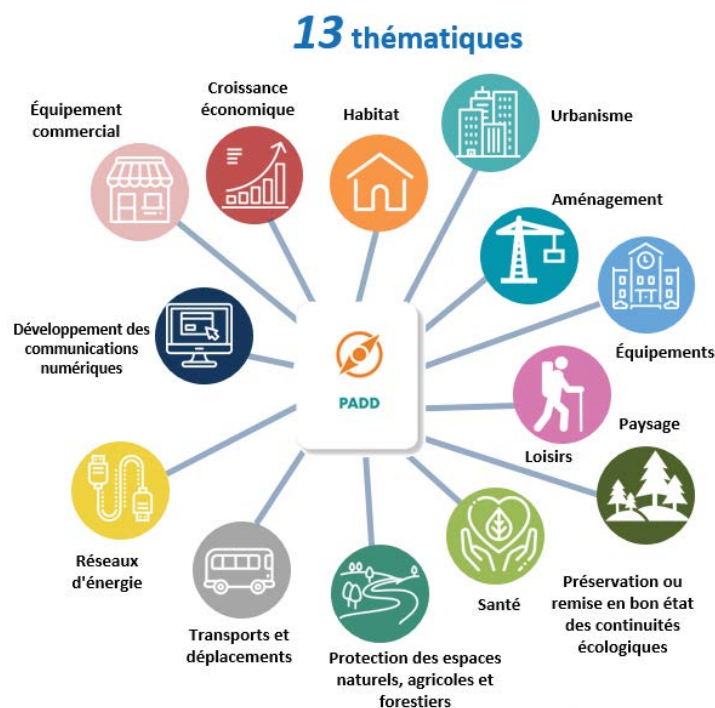 13 thématiques
Équipement
commercial
Croissance
économique
Habitat
Urbanisme
Aménagement
Équipements
Développement des
communications
numériques
PADD
Loisirs
Paysage
Réseaux
d'énergie
Transports et
déplacements
Protection des espaces
naturels, agricoles et
forestiers
Santé
Préservation ou
remise en bon état
des continuités
écologiques